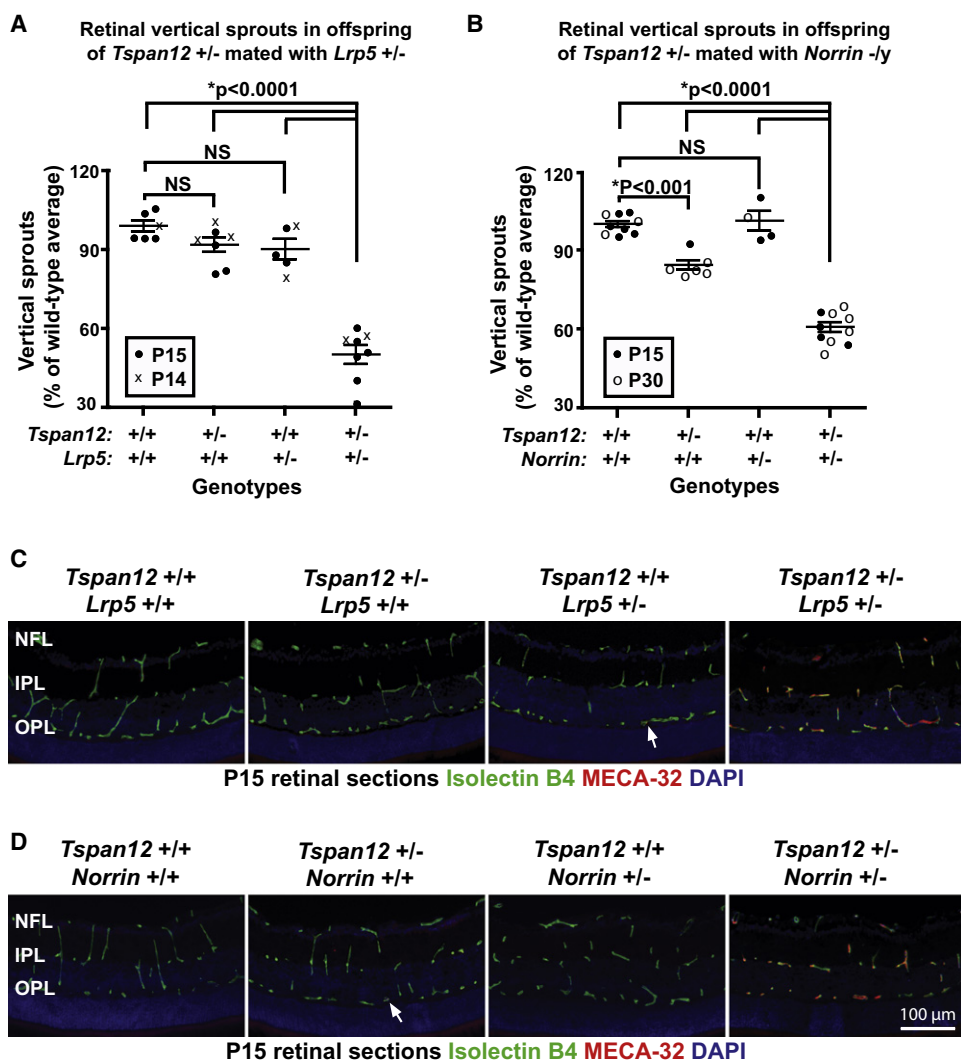 A
Retinal vertical sprouts in offspring
of Tspan12 +/- mated with Lrp5 +/-
*p<0.0001
NS
NS
120
90
60
30
Vertical sprouts
(% of wild-type average)
● P15
x P14
Tspan12: +/+ +/- +/+ +/-
Lrp5: +/+ +/+ +/- +/-
Genotypes
B
Retinal vertical sprouts in offspring
of Tspan12 +/- mated with Norrin -/y
*p<0.0001
NS
*P<0.001
120
90
60
30
Vertical sprouts
(% of wild-type average)
● P15
o P30
Tspan12: +/+ +/- +/+ +/-
Norrin: +/+ +/+ +/- +/-
Genotypes
C
Tspan12 +/+
Lrp5 +/+
Tspan12 +/-
Lrp5 +/+
Tspan12 +/+
Lrp5 +/-
Tspan12 +/-
Lrp5 +/-
NFL
IPL
OPL
P15 retinal sections Isolectin B4 MECA-32 DAPI
D
Tspan12 +/+
Norrin +/+
Tspan12 +/-
Norrin +/+
Tspan12 +/+
Norrin +/-
Tspan12 +/-
Norrin +/-
NFL
IPL
OPL
100 µm
P15 retinal sections Isolectin B4 MECA-32 DAPI